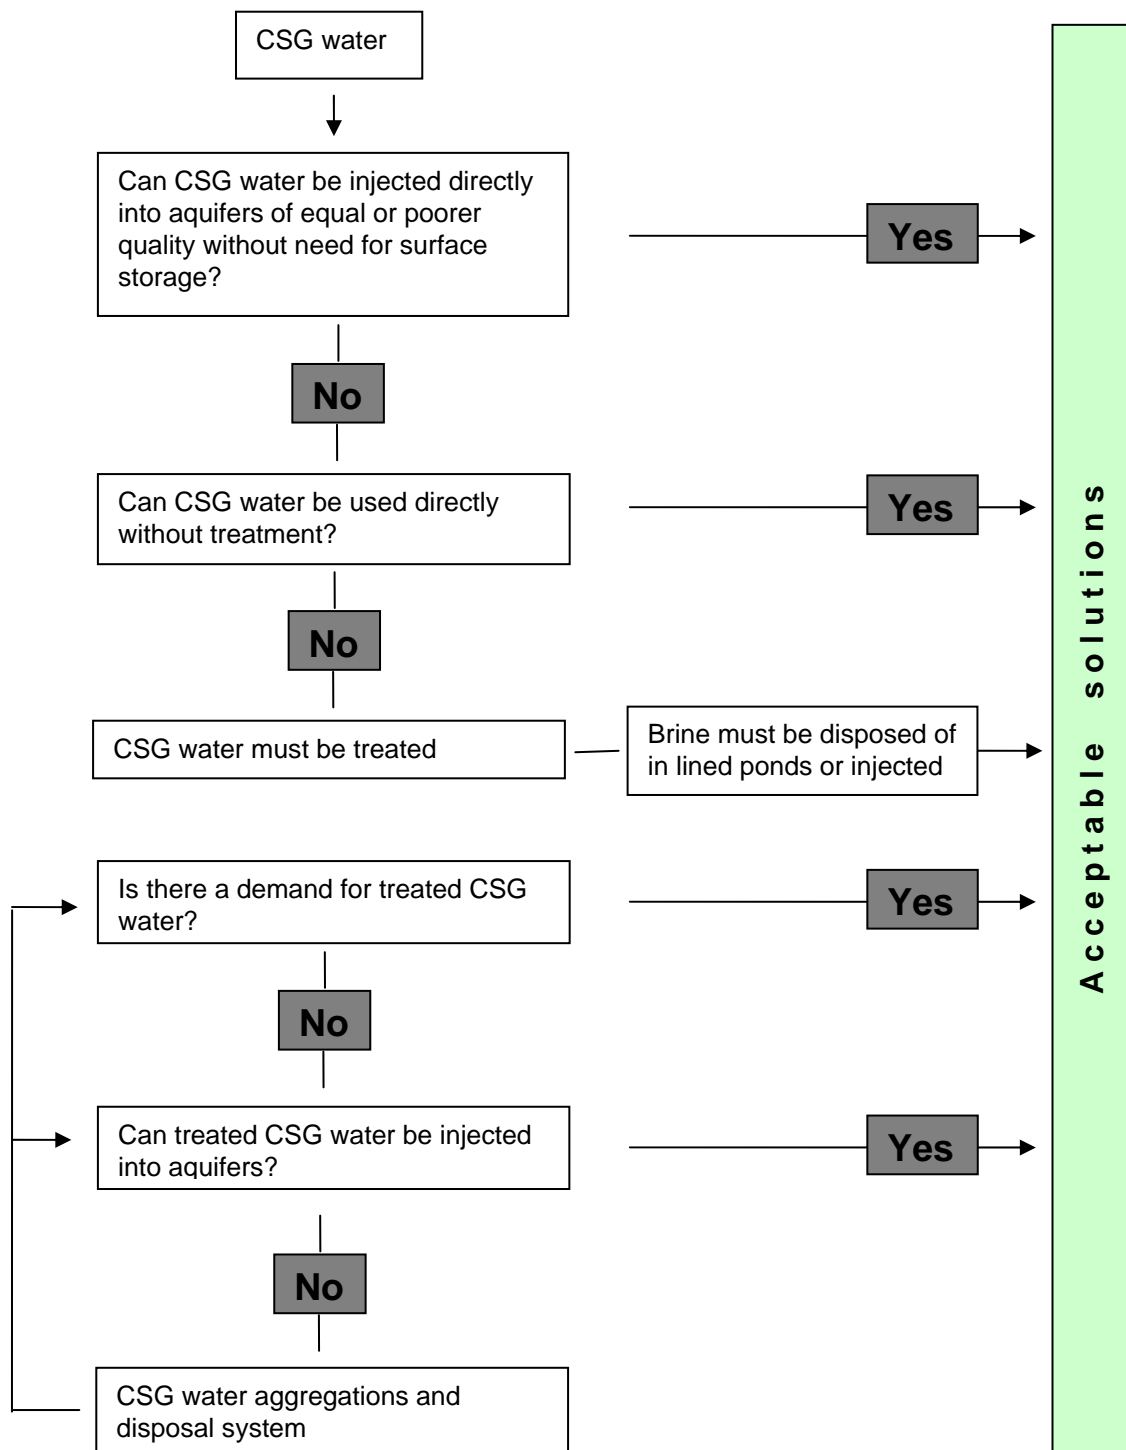 CSG water
Can CSG water be injected directly
into aquifers of equal or poorer
quality without need for surface
storage?
Yes
No
Can CSG water be used directly
without treatment?
Yes
No
CSG water must be treated
Brine must be disposed of
in lined ponds or injected
Is there a demand for treated CSG
water?
Yes
No
Can treated CSG water be injected
into aquifers?
Yes
No
CSG water aggregations and
disposal system
Acceptable solutions